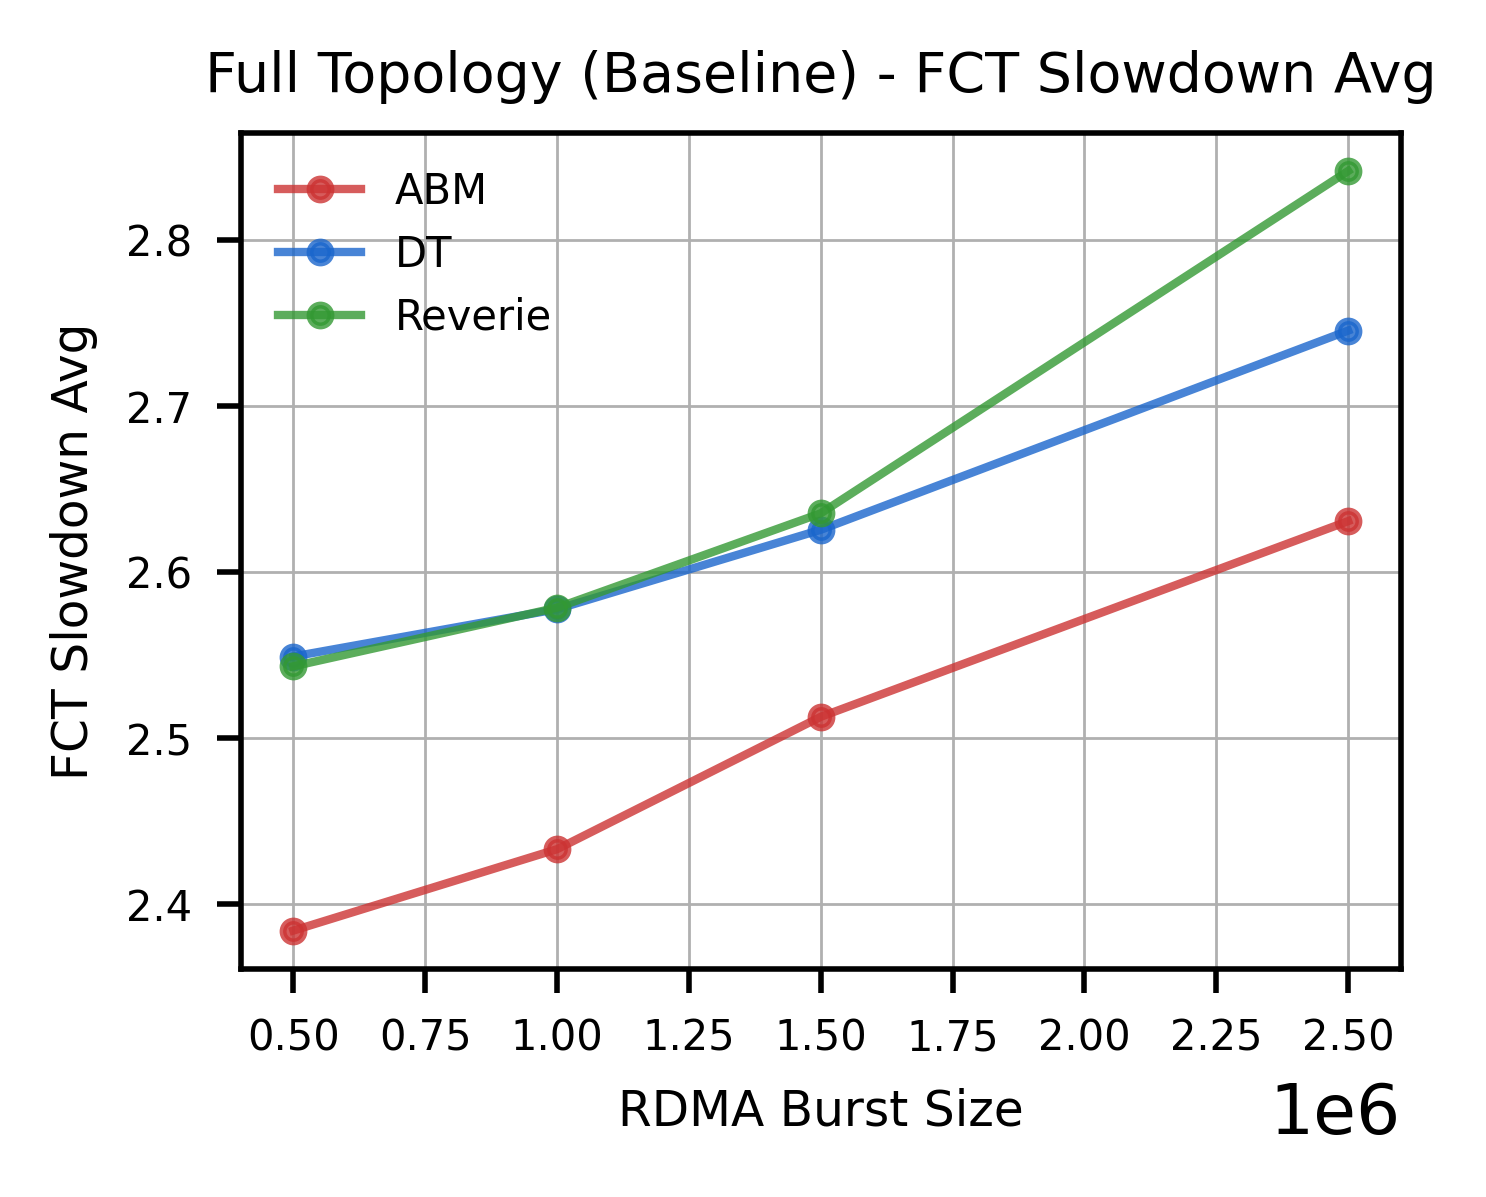 Full Topology (Baseline) - FCT Slowdown Avg
ABM
DT
Reverie
FCT Slowdown Avg
2.8
2.7
2.6
2.5
2.4
0.50 0.75 1.00 1.25 1.50 1.75 2.00 2.25 2.50
RDMA Burst Size
1e6